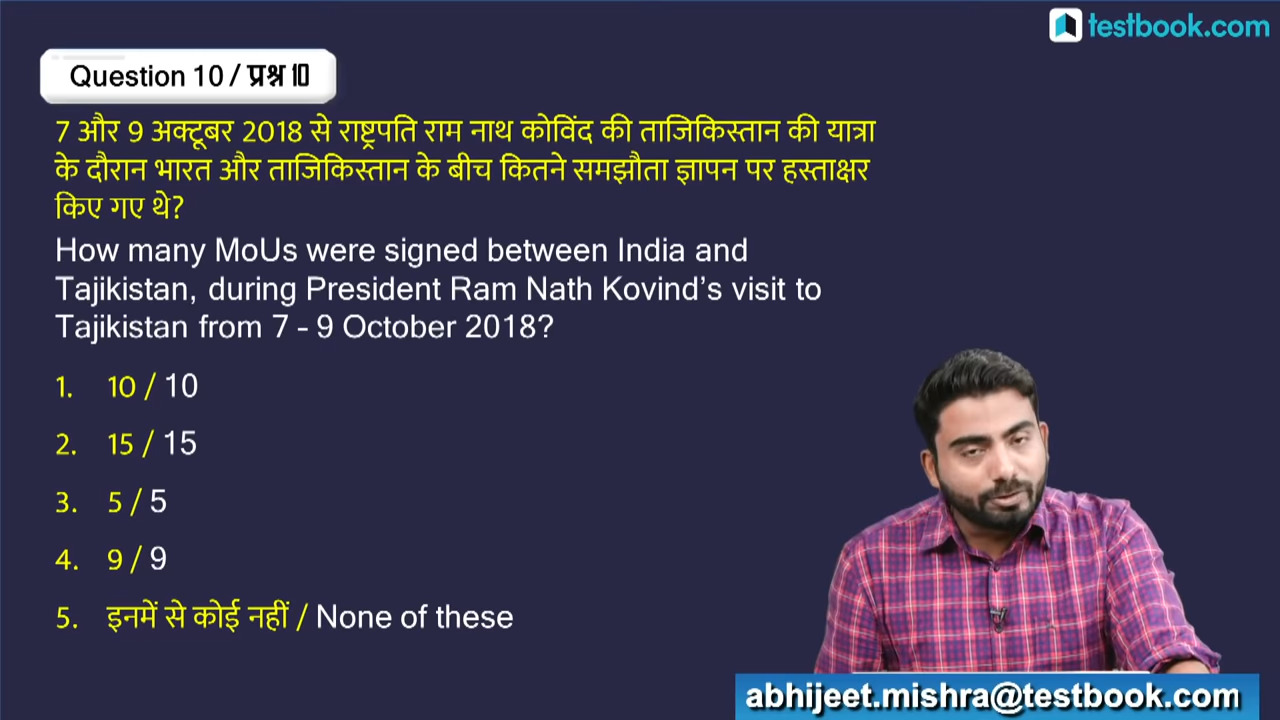 testbook.com
Question 10 / प्रश्न 10
7 और 9 अक्टूबर 2018 से राष्ट्रपति राम नाथ कोविंद की ताजिकिस्तान की यात्रा
के दौरान भारत और ताजिकिस्तान के बीच कितने समझौता ज्ञापन पर हस्ताक्षर
किए गए थे?
How many MoUs were signed between India and
Tajikistan, during President Ram Nath Kovind’s visit to
Tajikistan from 7 – 9 October 2018?
1. 10 / 10
2. 15 / 15
3. 5 / 5
4. 9 / 9
5. इनमें से कोई नहीं / None of these
abhijeet.mishra@testbook.com